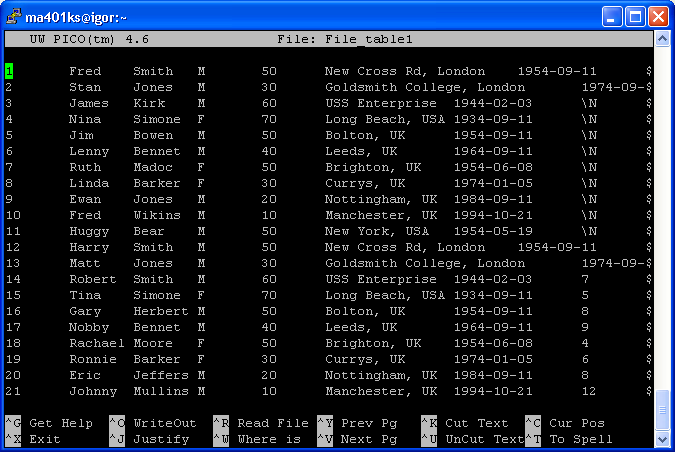 ma401ks@igor:~
UW PICO(tm) 4.6 File: File_table1
1 Fred Smith M 50 New Cross Rd, London 1954-09-11 $
2 Stan Jones M 30 Goldsmith College, London 1974-09-$
3 James Kirk M 60 USS Enterprise 1944-02-03 \N $
4 Nina Simone F 70 Long Beach, USA 1934-09-11 \N $
5 Jim Bowen M 50 Bolton, UK 1954-09-11 \N $
6 Lenny Bennet M 40 Leeds, UK 1964-09-11 \N $
7 Ruth Madoc F 50 Brighton, UK 1954-06-08 \N $
8 Linda Barker F 30 Currys, UK 1974-01-05 \N $
9 Ewan Jones M 20 Nottingham, UK 1984-09-11 \N $
10 Fred Wikins M 10 Manchester, UK 1994-10-21 \N $
11 Huggy Bear M 50 New York, USA 1954-05-19 \N $
12 Harry Smith M 50 New Cross Rd, London 1954-09-11 $
13 Matt Jones M 30 Goldsmith College, London 1974-09-$
14 Robert Smith M 60 USS Enterprise 1944-02-03 7 $
15 Tina Simone F 70 Long Beach, USA 1934-09-11 5 $
16 Gary Herbert M 50 Bolton, UK 1954-09-11 8 $
17 Nobby Bennet M 40 Leeds, UK 1964-09-11 9 $
18 Rachael Moore F 50 Brighton, UK 1954-06-08 4 $
19 Ronnie Barker F 30 Currys, UK 1974-01-05 6 $
20 Eric Jeffers M 20 Nottingham, UK 1984-09-11 8 $
21 Johnny Mullins M 10 Manchester, UK 1994-10-21 12 $
^G Get Help ^O WriteOut ^R Read File ^Y Prev Pg ^K Cut Text ^C Cur Pos
^X Exit ^J Justify ^W Where is ^V Next Pg ^U UnCut Text ^T To Spell